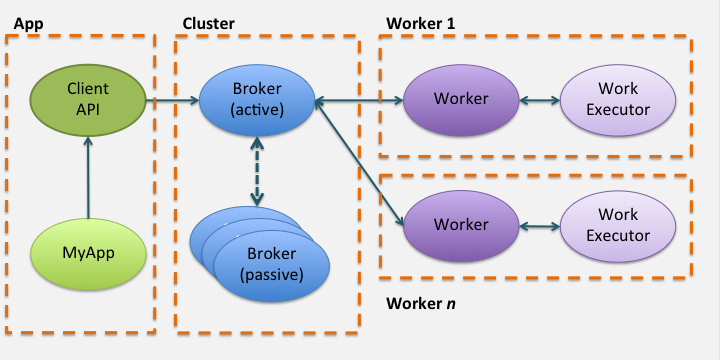 App
Cluster
Worker 1
Client
API
Broker
(active)
Worker
Work
Executor
MyApp
Broker
(passive)
Worker
Work
Executor
Worker n